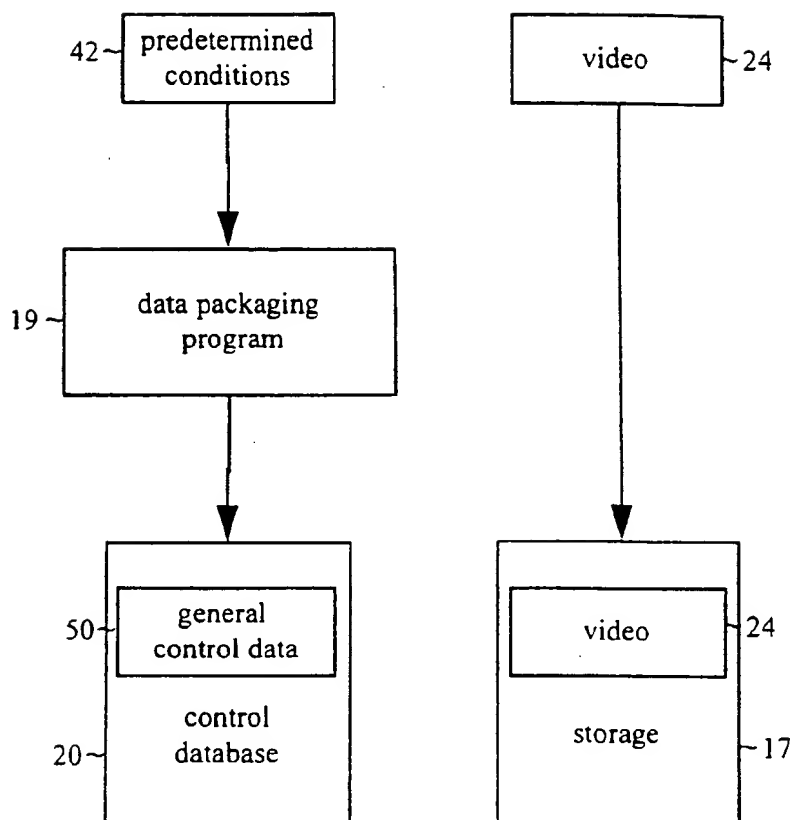 42
predetermined
conditions
video
24
19
data packaging
program
50
general
control data
control
database
20
video
24
storage
17